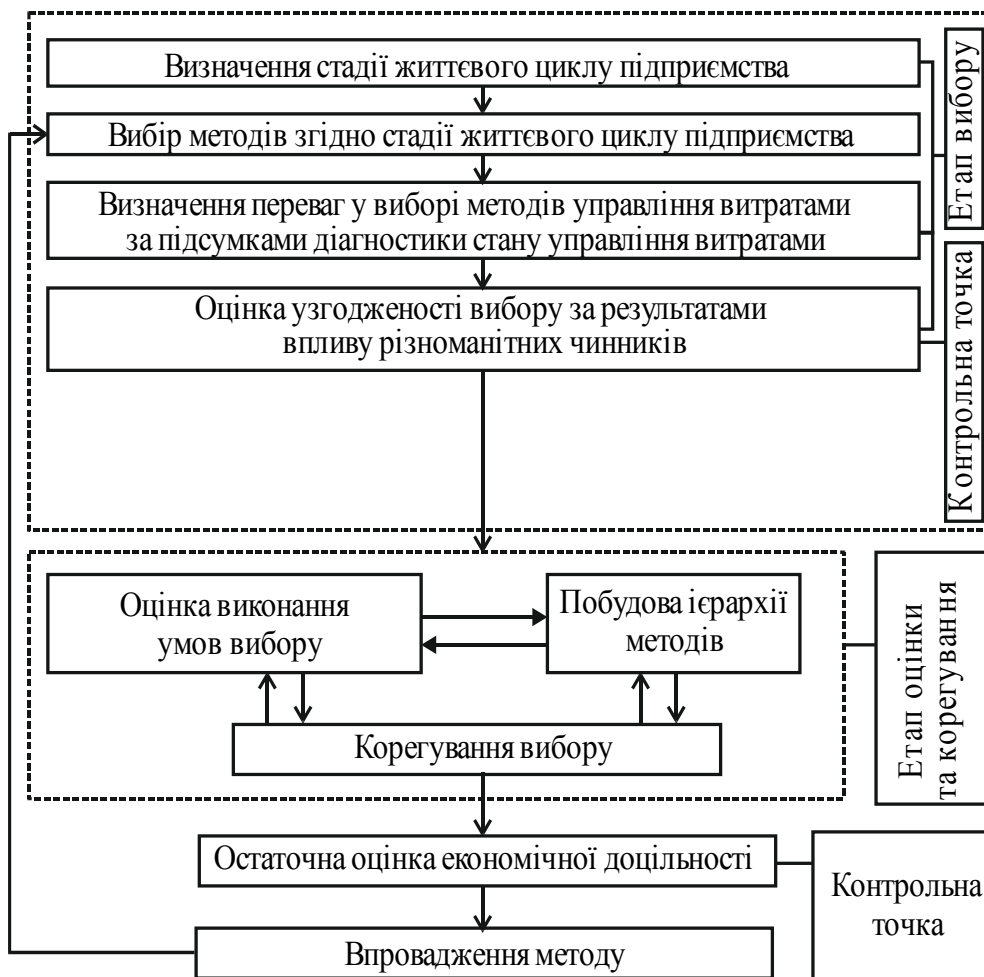 Визначення стадії життєвого циклу підприємства
Вибір методів згідно стадії життєвого циклу підприємства
Визначення переваг у виборі методів управління витратами
за підсумками діагностики стану управління витратами
Оцінка узгодженості вибору за результатами
впливу різноманітних чинників
Етап вибору
Контрольна точка
Оцінка виконання
умов вибору
Побудова ієрархії
методів
Корегування вибору
Етап оцінки
та корегування
Остаточна оцінка економічної доцільності
Контрольна
точка
Впровадження методу